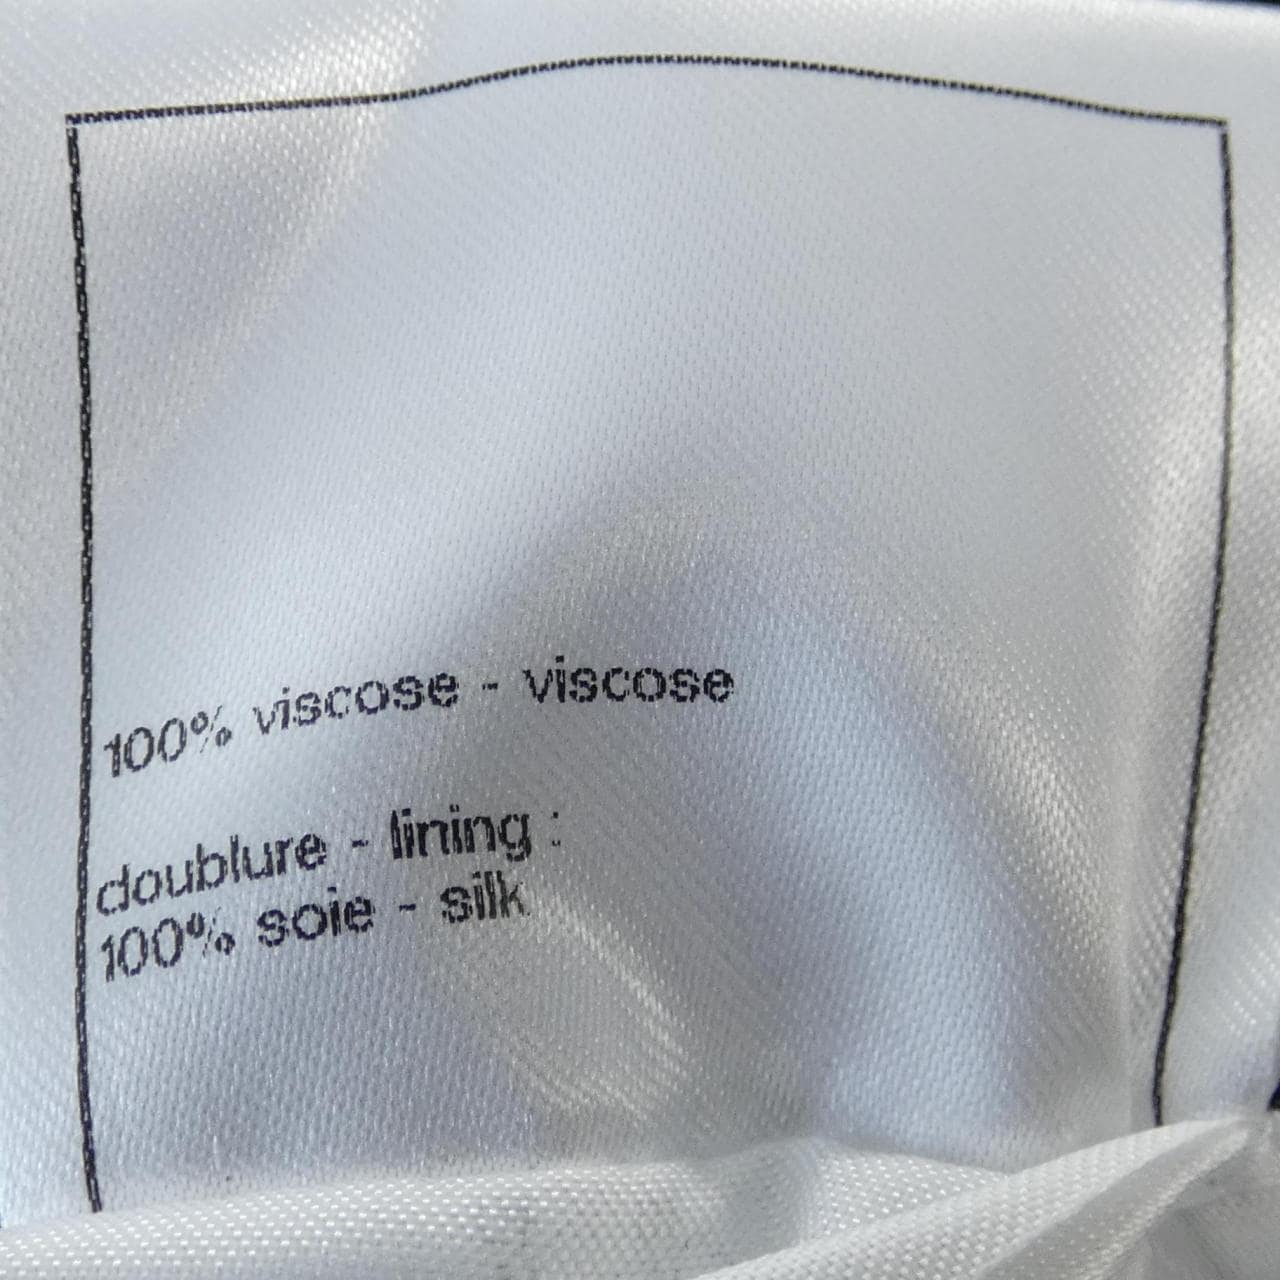 100% viscose - viscose
doublure - lining :
100% soie - silk